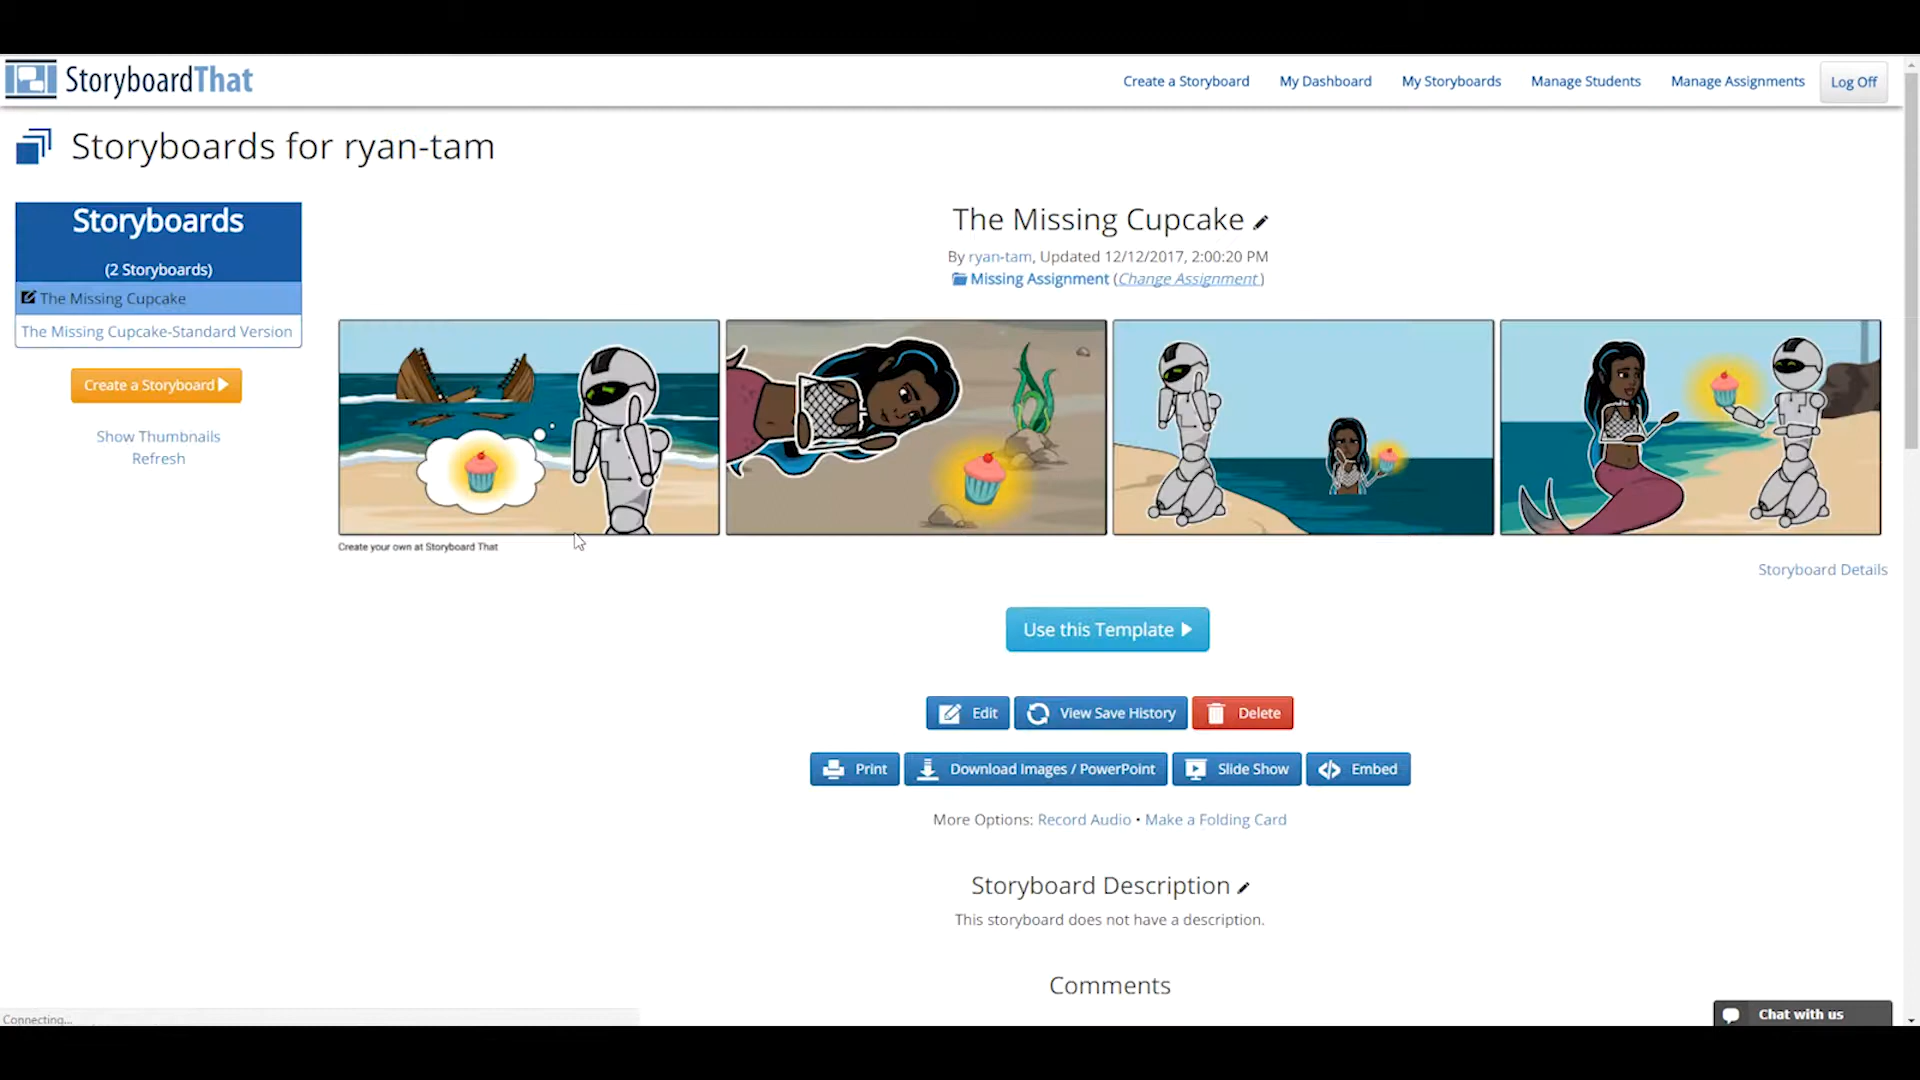 StoryboardThat
Create a Storyboard
My Dashboard
My Storyboards
Manage Students
Manage Assignments
Log Off
Storyboards for ryan-tam
Storyboards
(2 Storyboards)
The Missing Cupcake
The Missing Cupcake-Standard Version
Create a Storyboard
Show Thumbnails
Refresh
The Missing Cupcake
By ryan-tam, Updated 12/12/2017, 2:00:20 PM
Missing Assignment (Change Assignment)
Create your own at Storyboard That
Storyboard Details
Use this Template
Edit
View Save History
Delete
Print
Download Images / PowerPoint
Slide Show
Embed
More Options: Record Audio • Make a Folding Card
Storyboard Description
This storyboard does not have a description.
Comments
Connecting...
Chat with us